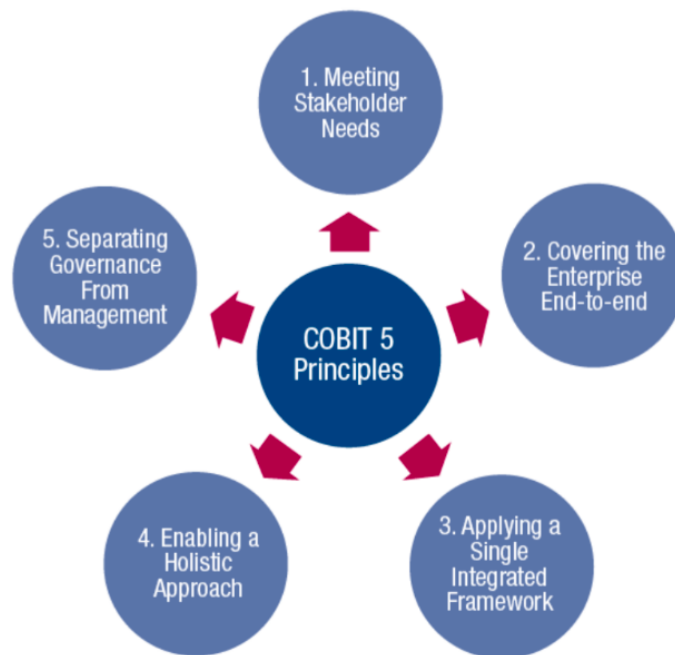 1. Meeting
Stakeholder
Needs
5. Separating
Governance
From
Management
2. Covering the
Enterprise
End-to-end
COBIT 5
Principles
4. Enabling a
Holistic
Approach
3. Applying a
Single
Integrated
Framework